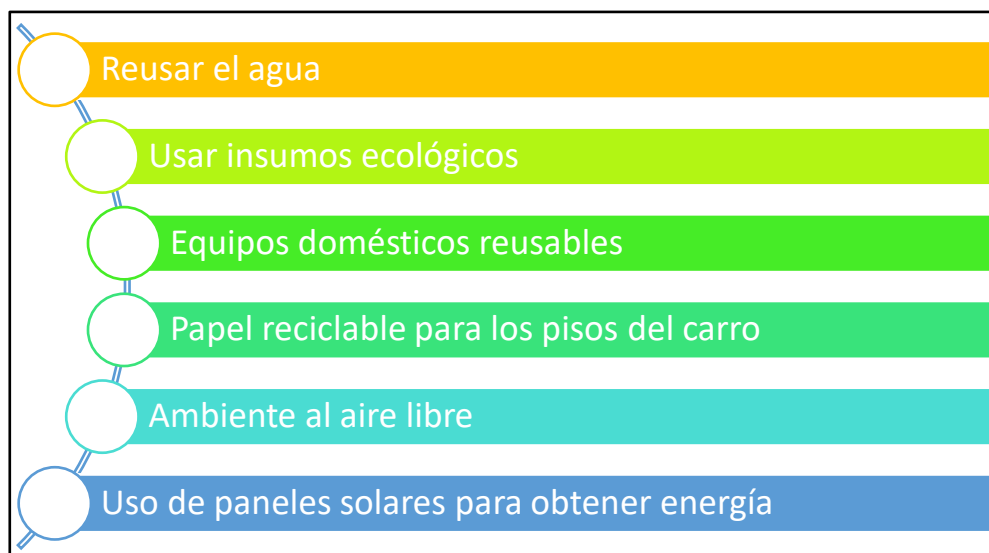 Reusar el agua
Usar insumos ecológicos
Equipos domésticos reusables
Papel reciclable para los pisos del carro
Ambiente al aire libre
Uso de paneles solares para obtener energía